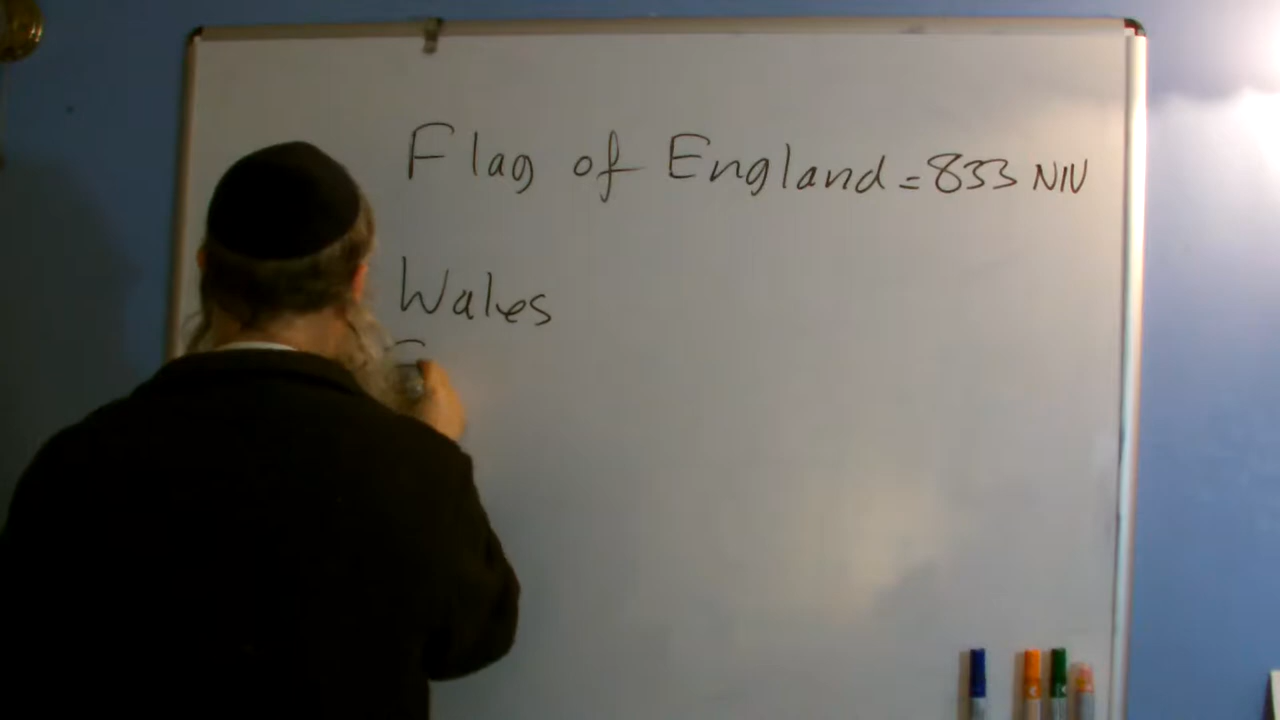 Flag of England = 833 NIV
Wales